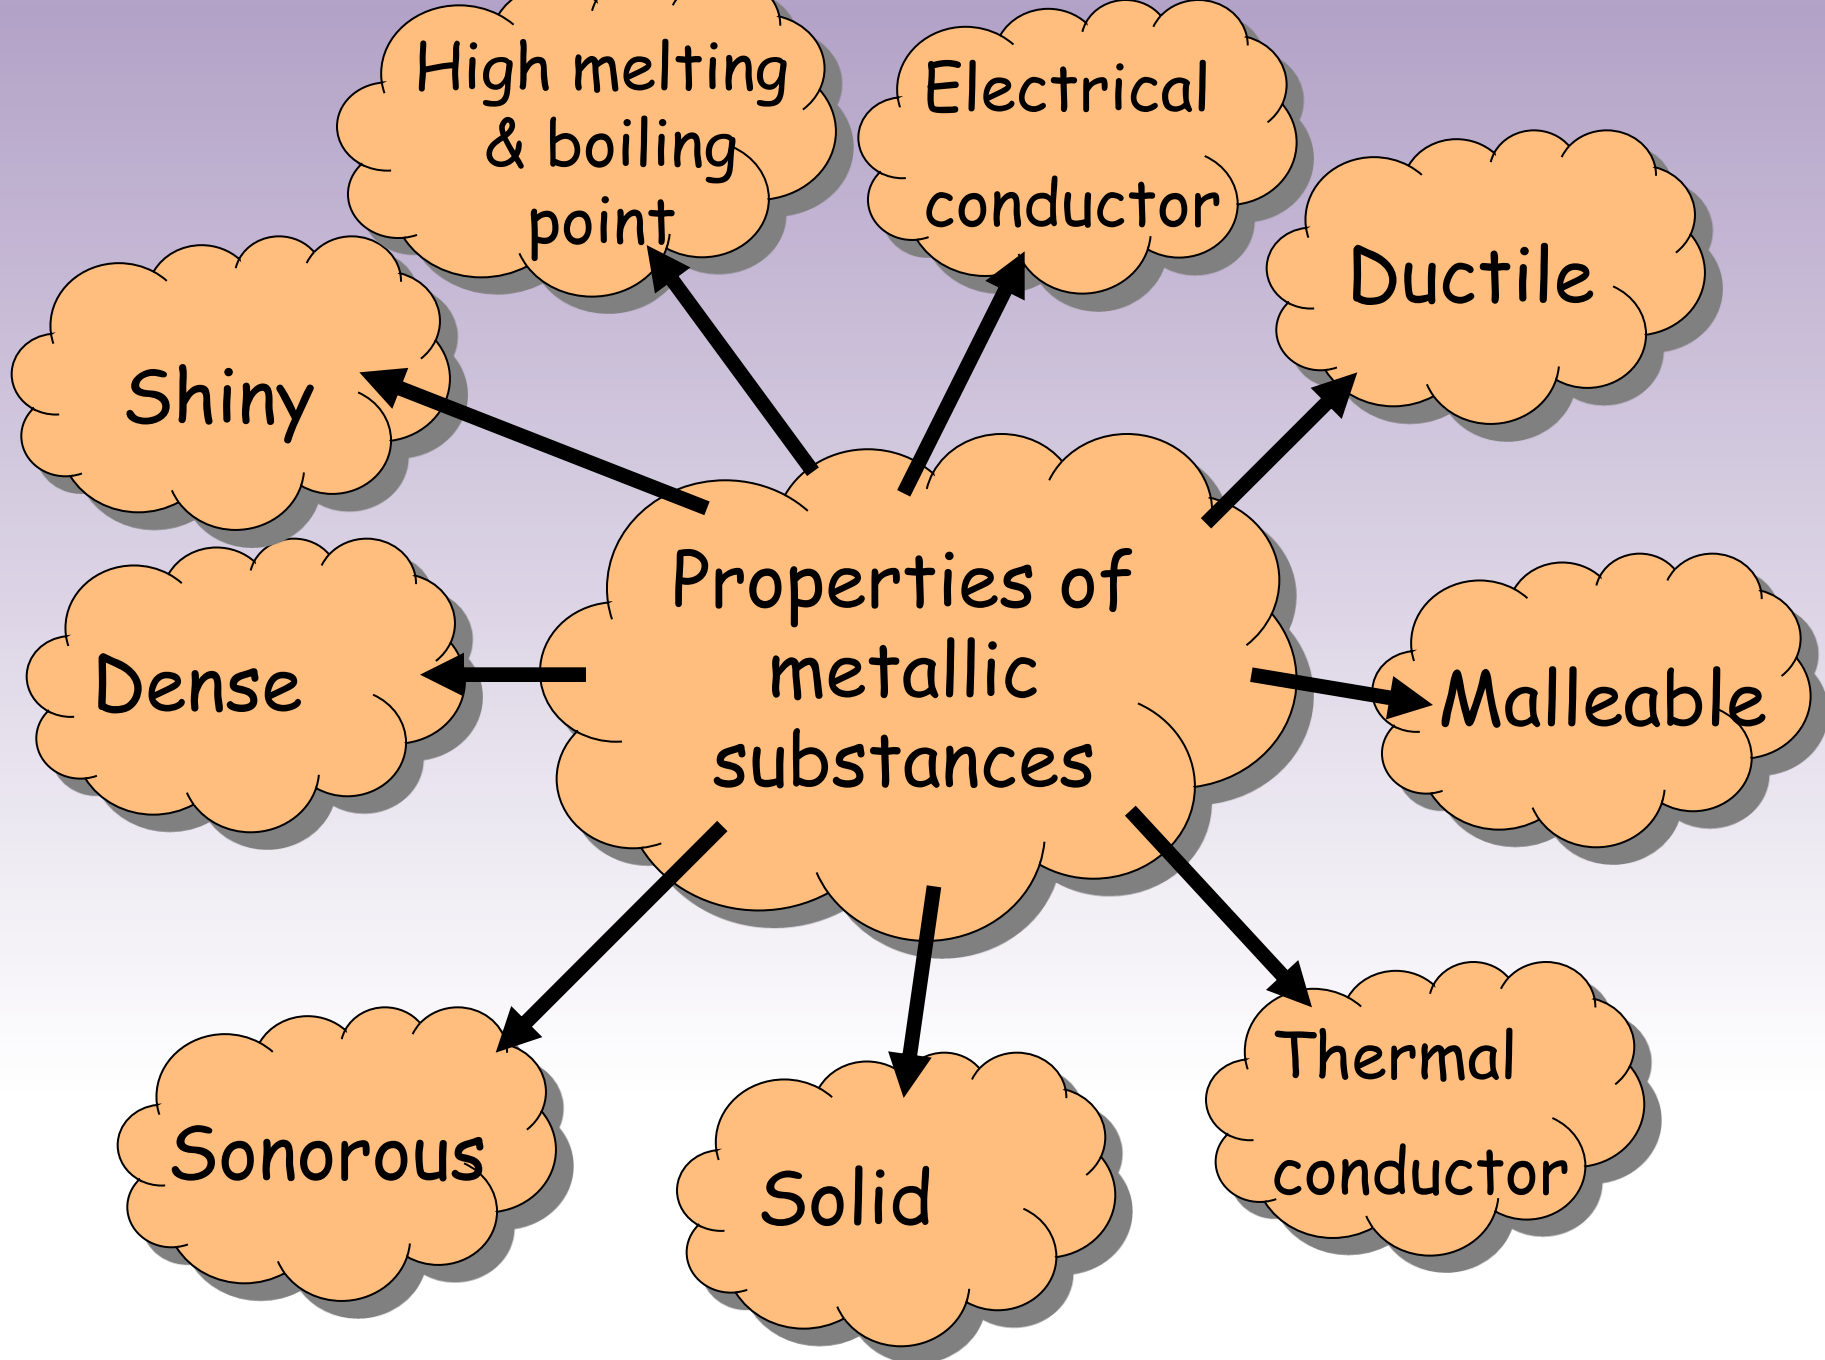 High melting
& boiling
point
Electrical
conductor
Ductile
Shiny
Properties of
metallic
substances
Dense
Malleable
Sonorous
Solid
Thermal
conductor